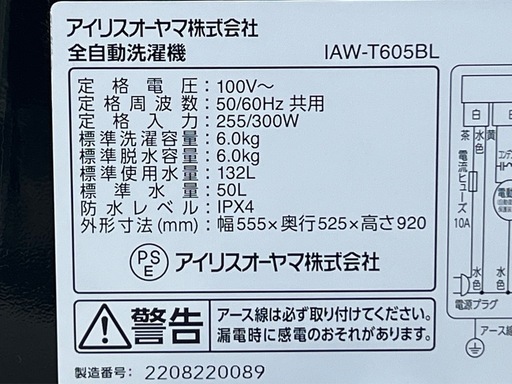 アイリスオーヤマ株式会社
全自動洗濯機 IAW-T605BL
定格電圧：100V～
定格周波数：50/60Hz 共用
定格入力：255/300W
標準洗濯容量：6.0kg
標準脱水容量：6.0kg
標準使用水量：132L
標準水量：50L
防水レベル：IPX4
外形寸法(mm)：幅555×奥行525×高さ920
PS
E
アイリスオーヤマ株式会社
警告
アース線は必ず取り付けてください。
漏電時に感電のおそれがあります。
製造番号：2208220089
白
白
茶
水色
黄
電流ヒューズ
10A
水色
水色
電源プラグ
アース線